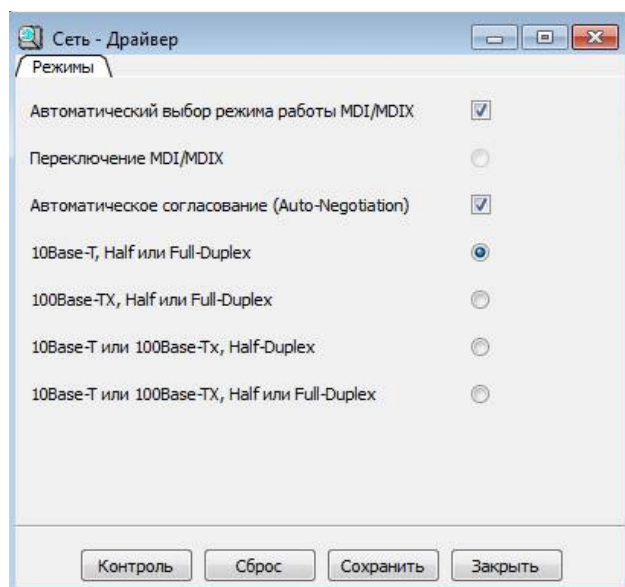 Сеть - Драйвер
Режимы
Автоматический выбор режима работы MDI/MDIX
Переключение MDI/MDIX
Автоматическое согласование (Auto-Negotiation)
10Base-T, Half или Full-Duplex
100Base-TX, Half или Full-Duplex
10Base-T или 100Base-Tx, Half-Duplex
10Base-T или 100Base-TX, Half или Full-Duplex
Контроль Сброс Сохранить Закрыть